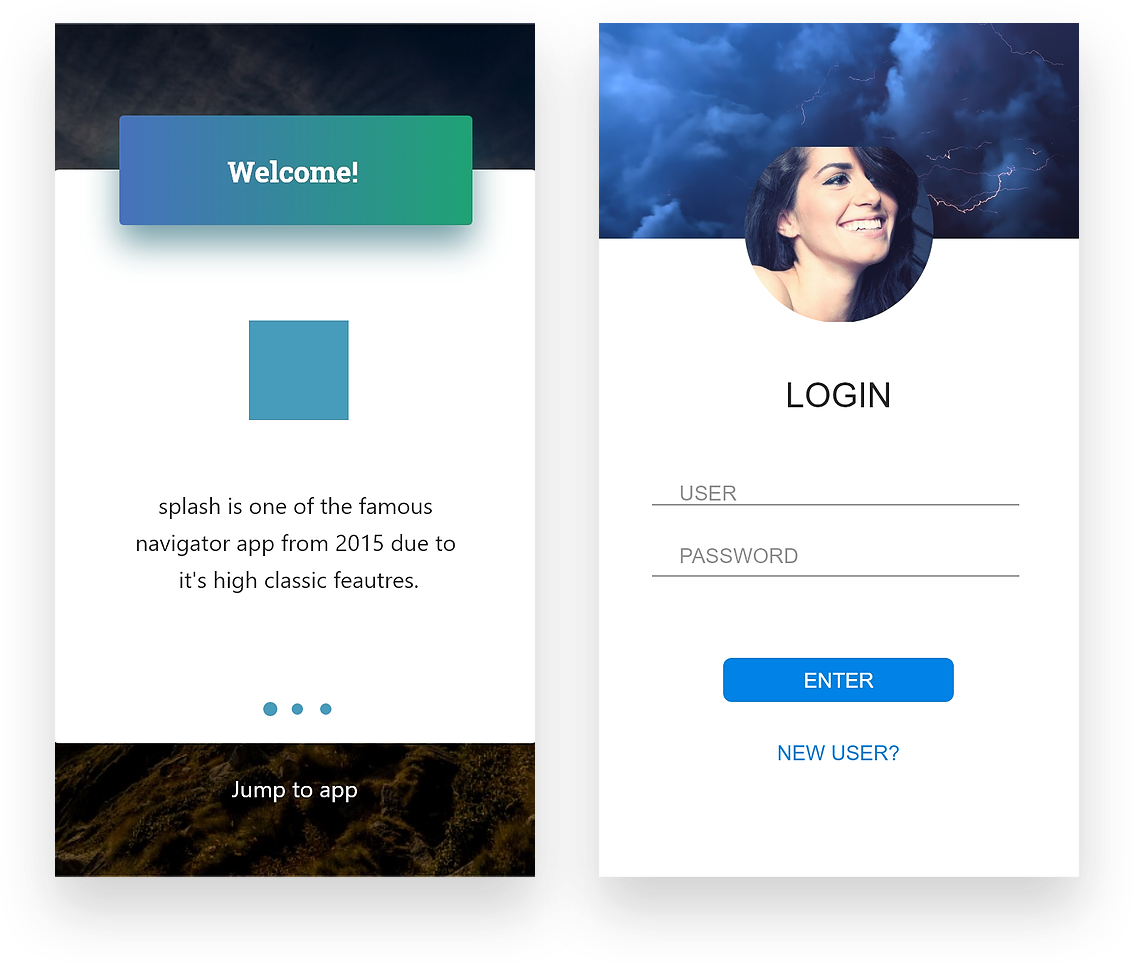 Welcome!
splash is one of the famous
navigator app from 2015 due to
it's high classic feautres.
Jump to app
LOGIN
USER
PASSWORD
ENTER
NEW USER?